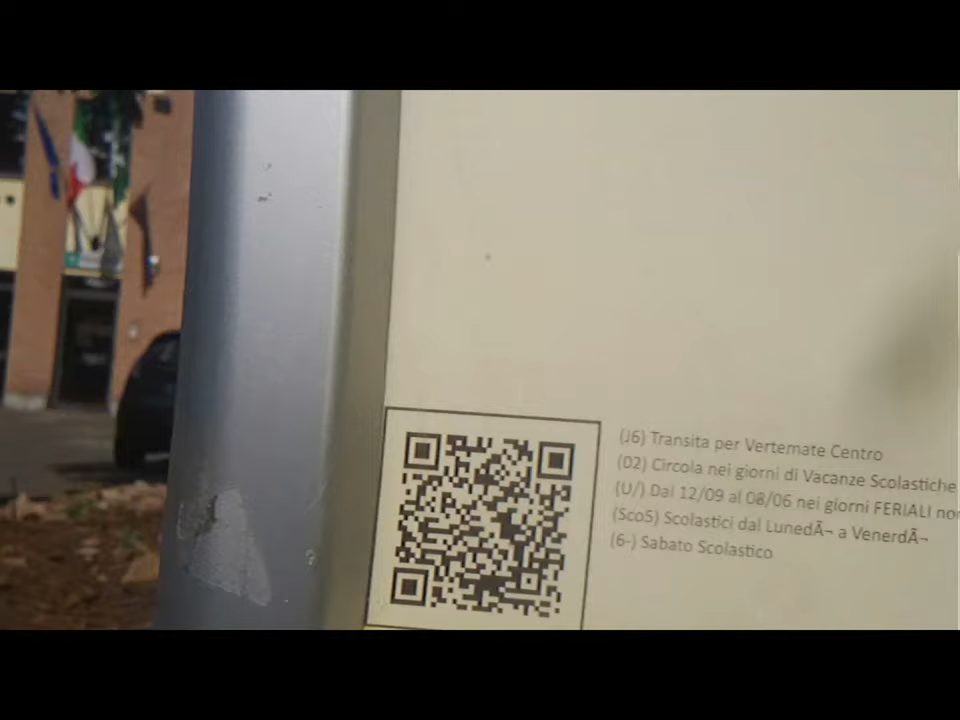 (J6) Transita per Vertemate Centro
(02) Circola nei giorni di Vacanze Scolastiche
(U/) Dal 12/09 al 08/06 nei giorni FERIALI
(Sco5) Scolastici dal LunedÃ¬ a VenerdÃ¬
(6-) Sabato Scolastico